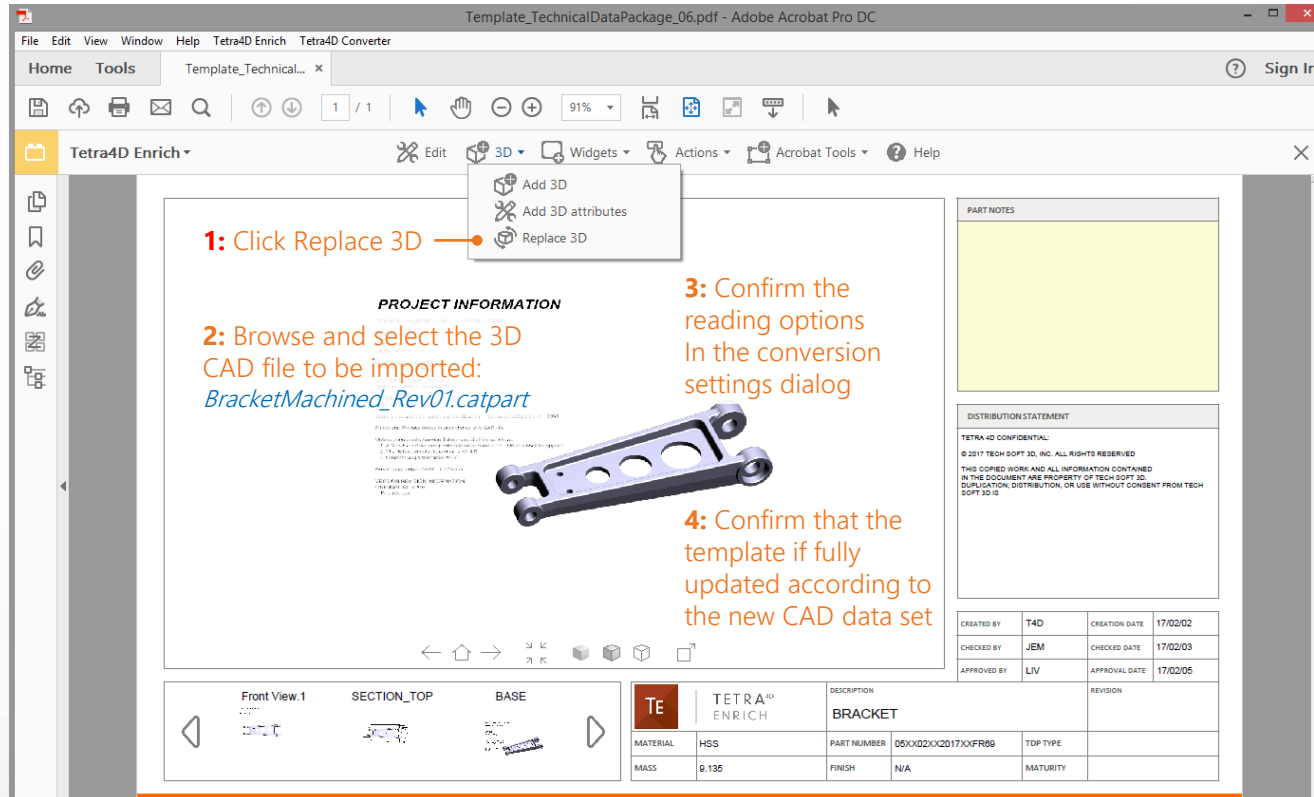 Template_TechnicalDataPackage_06.pdf - Adobe Acrobat Pro DC
File Edit View Window Help Tetra4D Enrich Tetra4D Converter
Home Tools Template_Technical... × ? Sign In
1 / 1 91%
Tetra4D Enrich Edit 3D Widgets Actions Acrobat Tools Help
Add 3D
Add 3D attributes
Replace 3D
1: Click Replace 3D
PROJECT INFORMATION
2: Browse and select the 3D
CAD file to be imported:
BracketMachined_Rev01.catpart
3: Confirm the
reading options
In the conversion
settings dialog
4: Confirm that the
template if fully
updated according to
the new CAD data set
PART NOTES
DISTRIBUTION STATEMENT
TETRA 4D CONFIDENTIAL:
© 2017 TECH SOFT 3D, INC. ALL RIGHTS RESERVED
THIS COPIED WORK AND ALL INFORMATION CONTAINED
IN THE DOCUMENT ARE PROPERTY OF TECH SOFT 3D.
DUPLICATION, DISTRIBUTION, OR USE WITHOUT CONSENT FROM TECH
SOFT 3D IS
CREATED BY T4D CREATION DATE 17/02/02
CHECKED BY JEM CHECKED DATE 17/02/03
APPROVED BY LIV APPROVAL DATE 17/02/05
Front View.1 SECTION_TOP BASE
TE TETRA4D
ENRICH
DESCRIPTION
BRACKET
REVISION
MATERIAL HSS PART NUMBER 05XX02XX2017XXFR69 TDP TYPE
MASS 9.135 FINISH N/A MATURITY